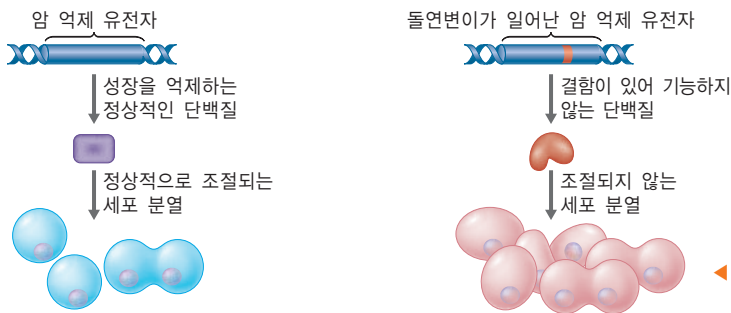 암 억제 유전자
성장을 억제하는
정상적인 단백질
정상적으로 조절되는
세포 분열
돌연변이가 일어난 암 억제 유전자
결함이 있어 기능하지
않는 단백질
조절되지 않는
세포 분열